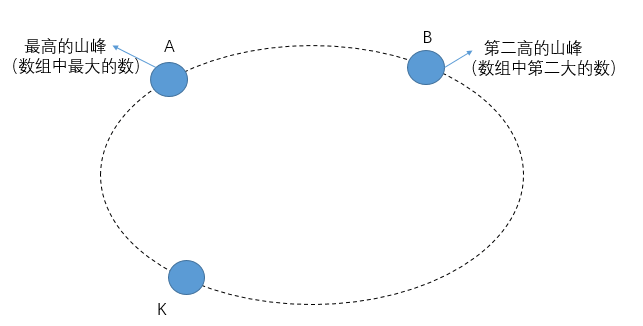 A
最高的山峰
（数组中最大的数）
B
第二高的山峰
（数组中第二大的数）
K